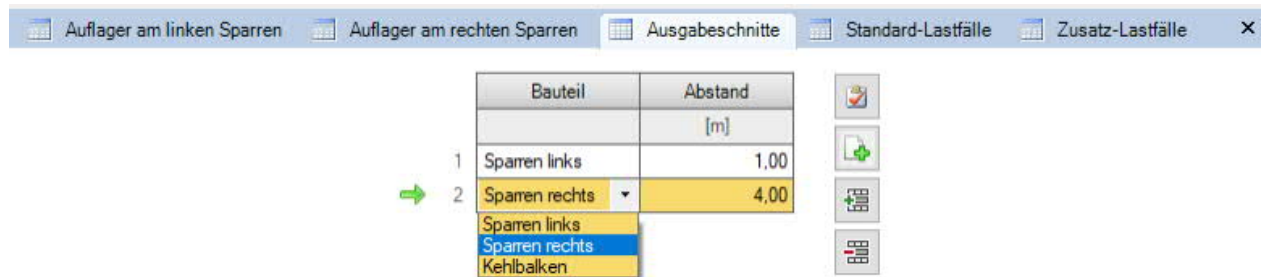 Auflager am linken Sparren Auflager am rechten Sparren Ausgabeschnitte Standard-Lastfälle Zusatz-Lastfälle
Bauteil Abstand
[m]
1 Sparren links 1,00
2 Sparren rechts 4,00
Sparren links
Sparren rechts
Kehlbalken